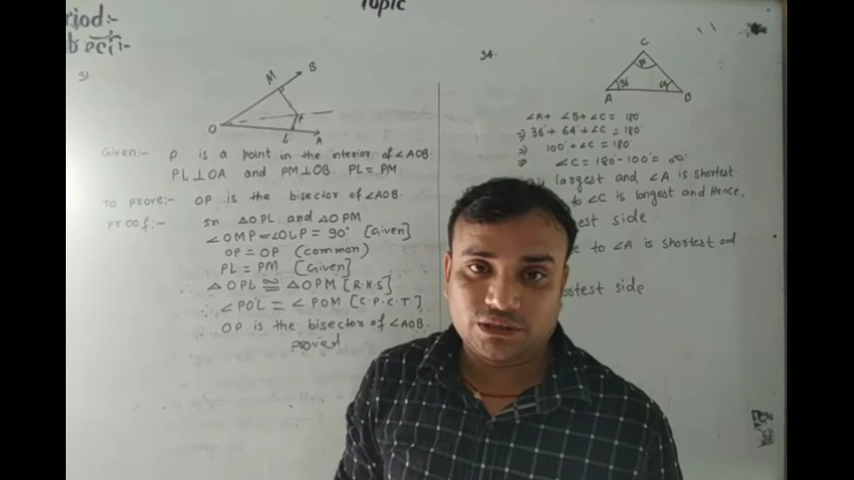 Topic
riod:-
bject:-
31
M
B
P
O
L
A
Given:- P is a point in the interior of ∠AOB.
PL⊥OA and PM⊥OB. PL = PM
To prove:- OP is the bisector of ∠AOB.
Proof:- In △OPL and △OPM
∠OMP = ∠OLP = 90° [Given]
OP = OP (common)
PL = PM [Given]
∴ △OPL ≅ △OPM [R.H.S]
∴ ∠POL = ∠POM [C.P.C.T]
OP is the bisector of ∠AOB.
proved
34.
C
36
64
A
B
∠A + ∠B + ∠C = 180
⇒ 36° + 64° + ∠C = 180°
⇒ 100° + ∠C = 180°
⇒ ∠C = 180 - 100° =
largest and ∠A is shortest.
to ∠C is longest and Hence,
est side
e to ∠A is shortest and
ortest side.